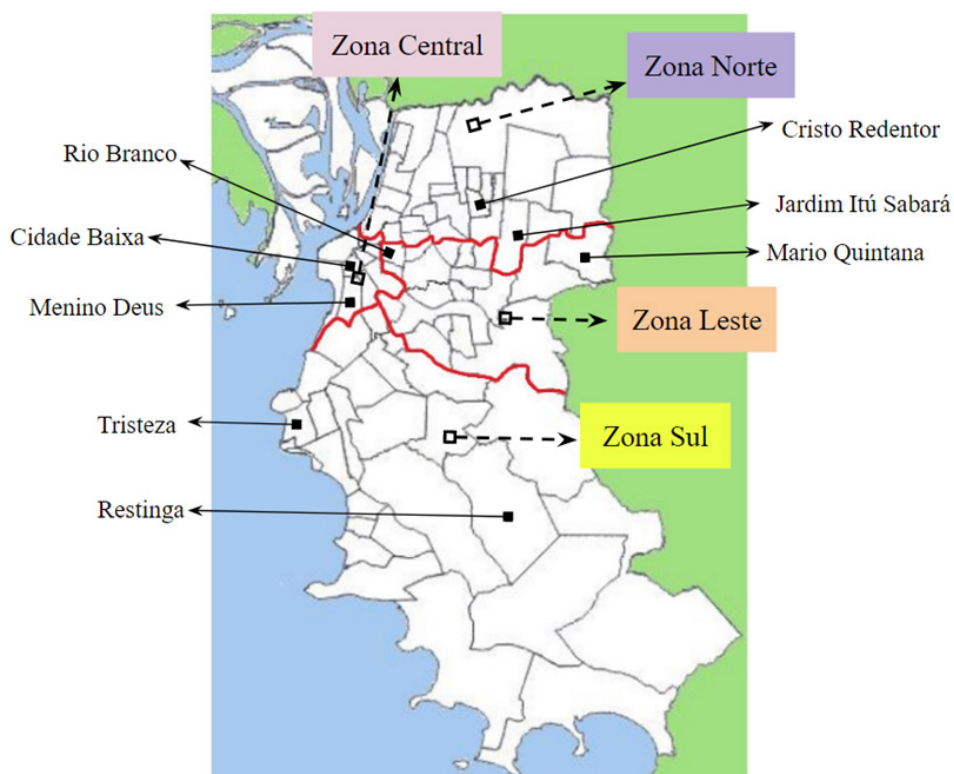 Zona Central
Zona Norte
Rio Branco
Cristo Redentor
Cidade Baixa
Jardim Itú Sabará
Mario Quintana
Menino Deus
Zona Leste
Tristeza
Zona Sul
Restinga